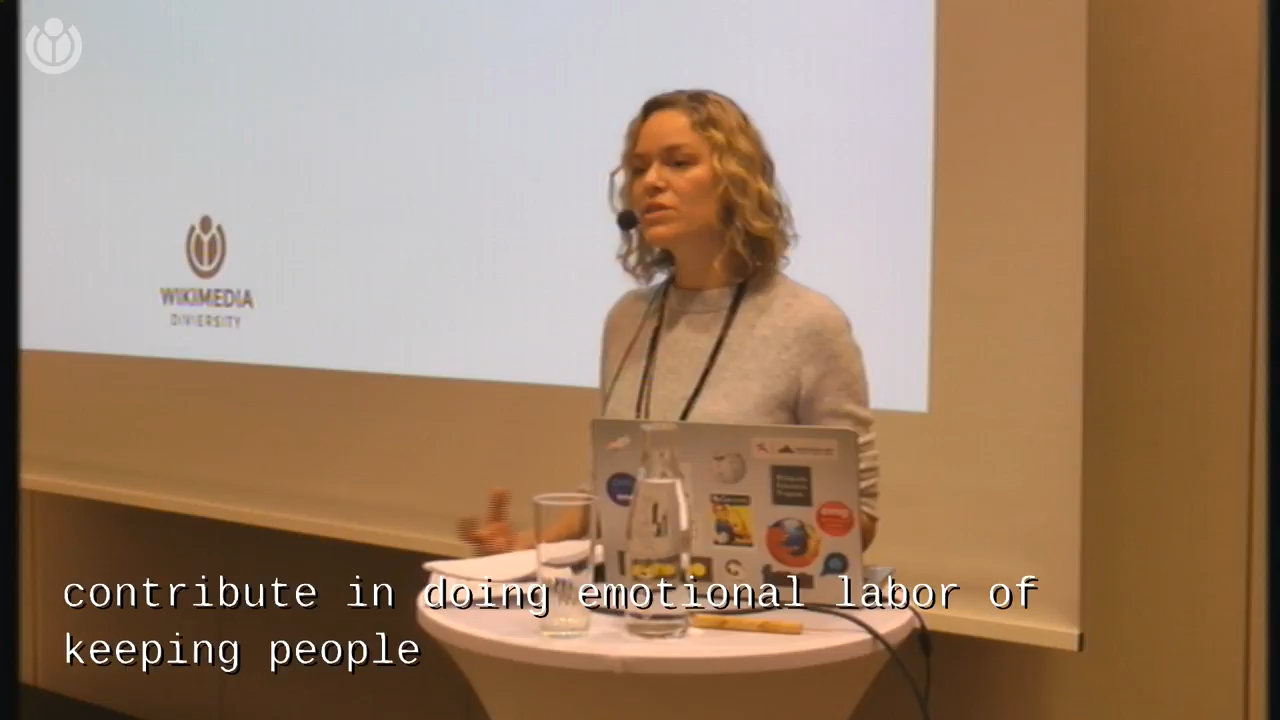 WIKIMEDIA
DIVERSITY
contribute in doing emotional labor of
keeping people